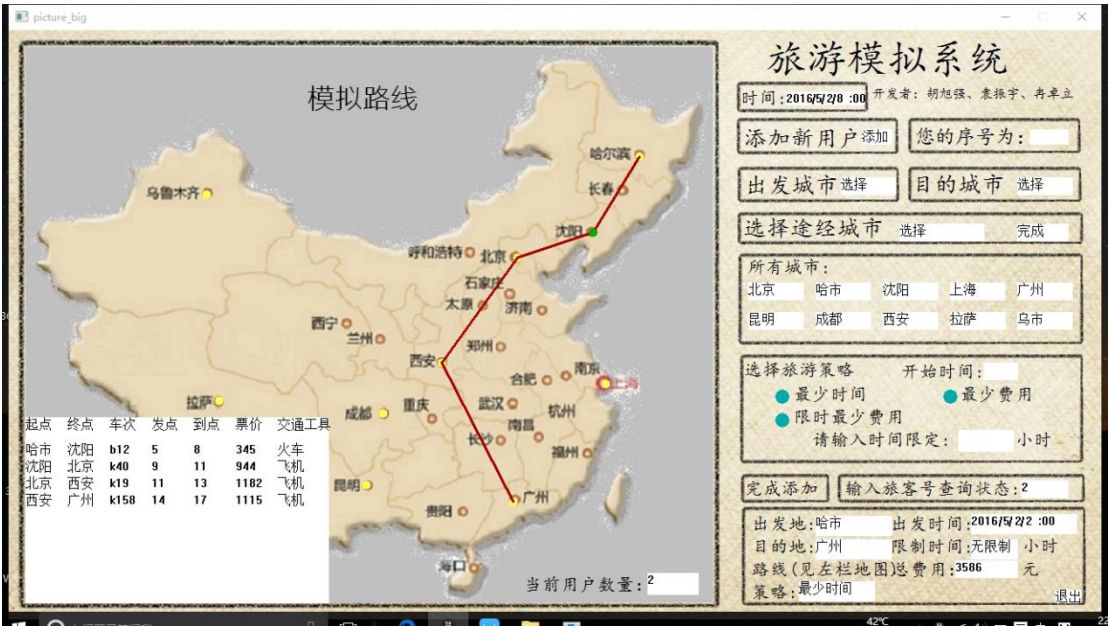 picture_big
模拟路线
哈尔滨
长春
乌鲁木齐
沈阳
呼和浩特 北京
石家庄
太原 济南
西宁
兰州
郑州
西安
南京
合肥 上海
拉萨
成都 重庆 武汉 杭州
南昌
长沙
福州
昆明
广州
贵阳
海口
起点 终点 车次 发点 到点 票价 交通工具
哈市 沈阳 b12 5 8 345 火车
沈阳 北京 k40 9 11 944 飞机
北京 西安 k19 11 13 1182 飞机
西安 广州 k158 14 17 1115 飞机
当前用户数量:2
旅游模拟系统
时间:2016/5/2/8 :00 开发者: 胡旭强、袁振宇、冉卓立
添加新用户 添加 您的序号为:
出发城市 选择 目的城市 选择
选择途经城市 选择 完成
所有城市:
北京 哈市 沈阳 上海 广州
昆明 成都 西安 拉萨 乌市
选择旅游策略 开始时间:
最少时间 最少费用
限时最少费用
请输入时间限定: 小时
完成添加 输入旅客号查询状态:2
出发地:哈市 出发时间:2016/5/2/2 :00
目的地:广州 限制时间:无限制 小时
路线(见左栏地图)总费用:3586 元
策略:最少时间
退出
42℃